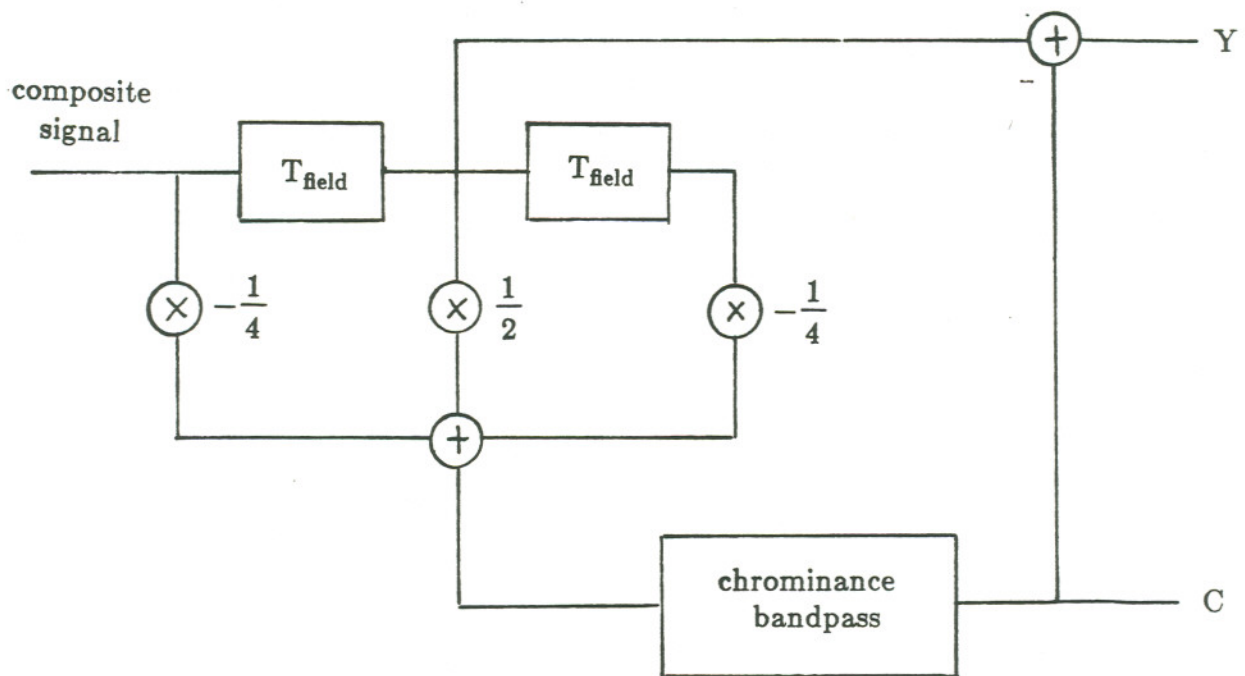 composite
signal
T_field
T_field
× -1/4
× 1/2
× -1/4
+
+
-
Y
chrominance
bandpass
C